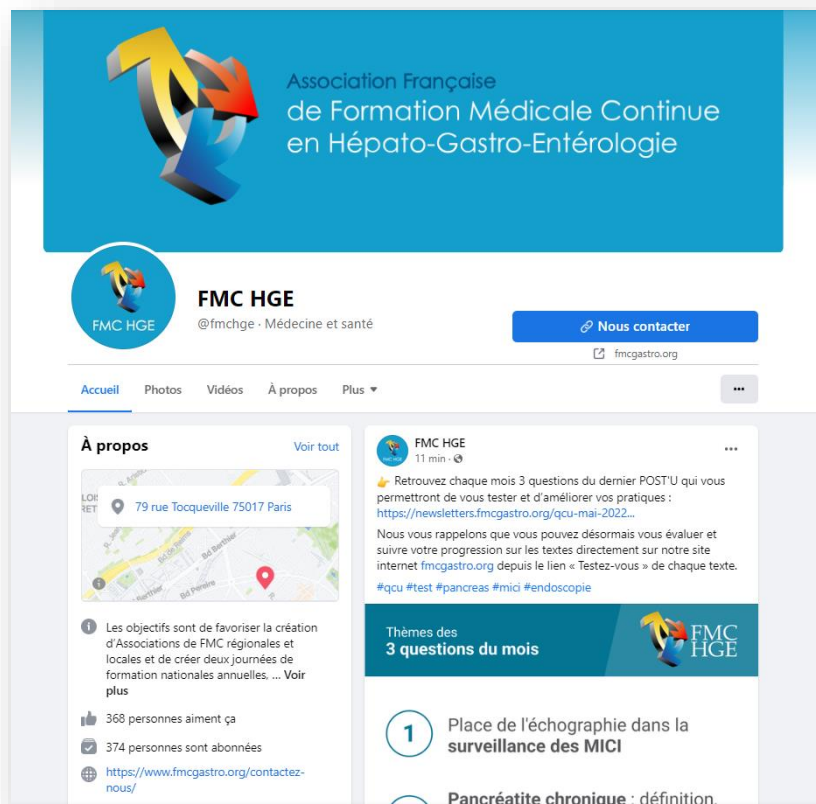 Association Française
de Formation Médicale Continue
en Hépato-Gastro-Entérologie
FMC HGE
FMC HGE
@fmchge · Médecine et santé
Nous contacter
fmcgastro.org
Accueil
Photos
Vidéos
À propos
Plus
À propos
Voir tout
79 rue Tocqueville 75017 Paris
Bd Berthier
Bd Pereire
Les objectifs sont de favoriser la création
d'Associations de FMC régionales et
locales et de créer deux journées de
formation nationales annuelles, ... Voir
plus
368 personnes aiment ça
374 personnes sont abonnées
https://www.fmcgastro.org/contactez-
nous/
FMC HGE
11 min ·
Retrouvez chaque mois 3 questions du dernier POST'U qui vous
permettront de vous tester et d'améliorer vos pratiques :
https://newsletters.fmcgastro.org/qcu-mai-2022...
Nous vous rappelons que vous pouvez désormais vous évaluer et
suivre votre progression sur les textes directement sur notre site
internet fmcgastro.org depuis le lien « Testez-vous » de chaque texte.
#qcu #test #pancreas #mici #endoscopie
Thèmes des
3 questions du mois
FMC
HGE
1
Place de l'échographie dans la
surveillance des MICI
Pancréatite chronique : définition,